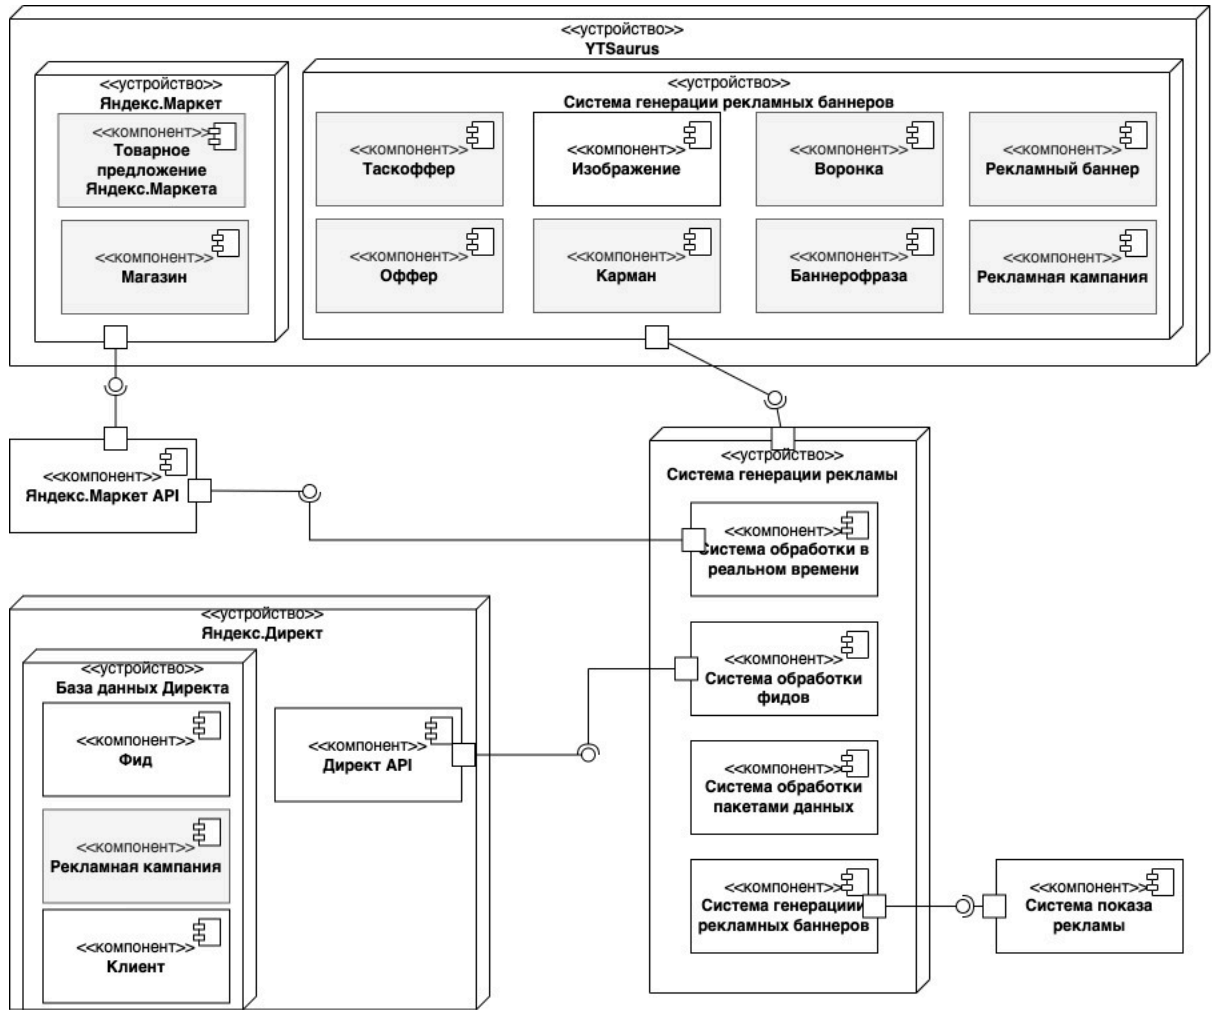 <<устройство>>
YTSaurus
<<устройство>>
Яндекс.Маркет
<<компонент>>
Товарное
предложение
Яндекс.Маркета
<<компонент>>
Магазин
<<устройство>>
Система генерации рекламных баннеров
<<компонент>>
Таскоффер
<<компонент>>
Изображение
<<компонент>>
Воронка
<<компонент>>
Рекламный баннер
<<компонент>>
Оффер
<<компонент>>
Карман
<<компонент>>
Баннерофраза
<<компонент>>
Рекламная кампания
<<компонент>>
Яндекс.Маркет API
<<устройство>>
Система генерации рекламы
<<компонент>>
Система обработки в
реальном времени
<<компонент>>
Система обработки
фидов
<<компонент>>
Система обработки
пакетами данных
<<компонент>>
Система генерациии
рекламных баннеров
<<компонент>>
Система показа
рекламы
<<устройство>>
Яндекс.Директ
<<устройство>>
База данных Директа
<<компонент>>
Фид
<<компонент>>
Рекламная кампания
<<компонент>>
Клиент
<<компонент>>
Директ API